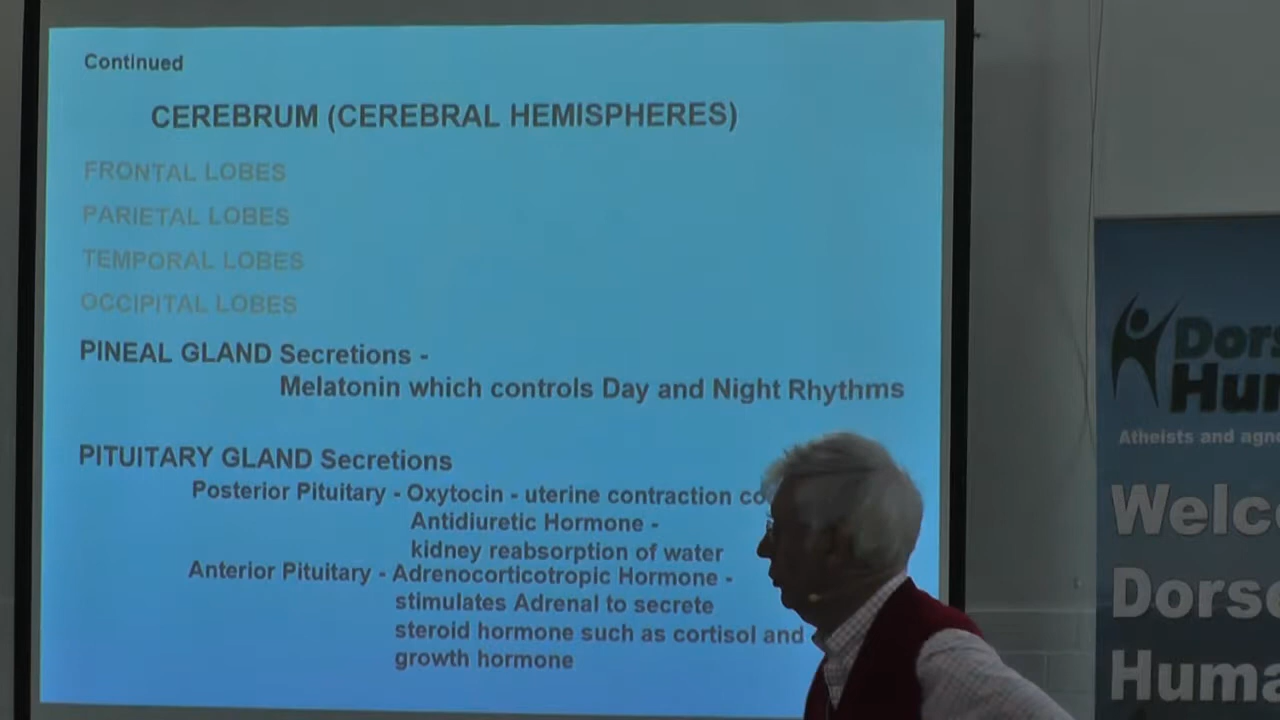 Continued
CEREBRUM (CEREBRAL HEMISPHERES)
FRONTAL LOBES
PARIETAL LOBES
TEMPORAL LOBES
OCCIPITAL LOBES
PINEAL GLAND Secretions -
Melatonin which controls Day and Night Rhythms
PITUITARY GLAND Secretions
Posterior Pituitary - Oxytocin - uterine contraction co
Antidiuretic Hormone -
kidney reabsorption of water
Anterior Pituitary - Adrenocorticotropic Hormone -
stimulates Adrenal to secrete
steroid hormone such as cortisol and
growth hormone
Dors
Hu
Atheists and agn
Welc
Dors
Huma